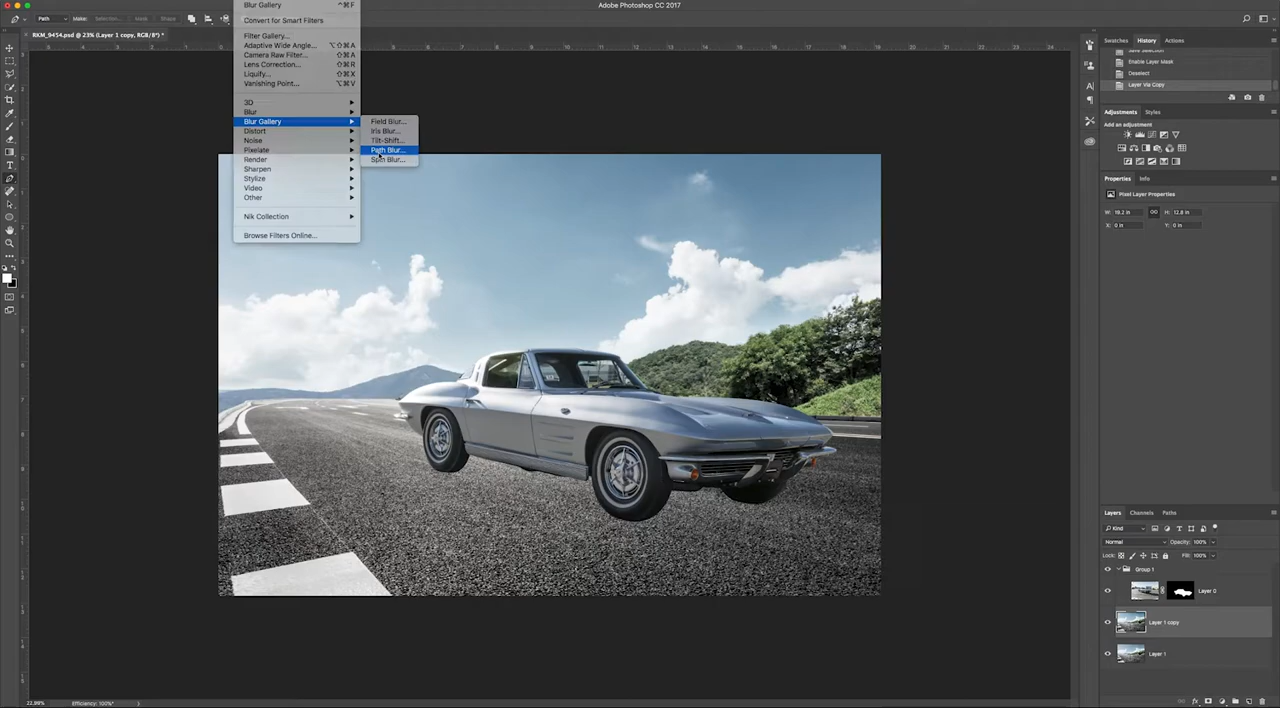 Adobe Photoshop CC 2017
Path
Make:
Selection...
Mask
Shape
RKM_9454.psd @ 23% (Layer 1 copy, RGB/8*) *
Blur Gallery ^⌘F
Convert for Smart Filters
Filter Gallery...
Adaptive Wide Angle... ⌥⇧⌘A
Camera Raw Filter... ⇧⌘A
Lens Correction... ⇧⌘R
Liquify... ⇧⌘X
Vanishing Point... ⌥⌘V
3D
Blur
Blur Gallery
Distort
Noise
Pixelate
Render
Sharpen
Stylize
Video
Other
Nik Collection
Browse Filters Online...
Field Blur...
Iris Blur...
Tilt-Shift...
Path Blur...
Spin Blur...
Swatches History Actions
Save Selection
Enable Layer Mask
Deselect
Layer Via Copy
Adjustments Styles
Properties Info
Pixel Layer Properties
W: 19.2 in H: 12.8 in
X: 0 in Y: 0 in
Layers Channels Paths
Kind
Normal Opacity: 100%
Lock: Fill: 100%
Group 1
Layer 0
Layer 1 copy
Layer 1
22.99% Efficiency: 100%*